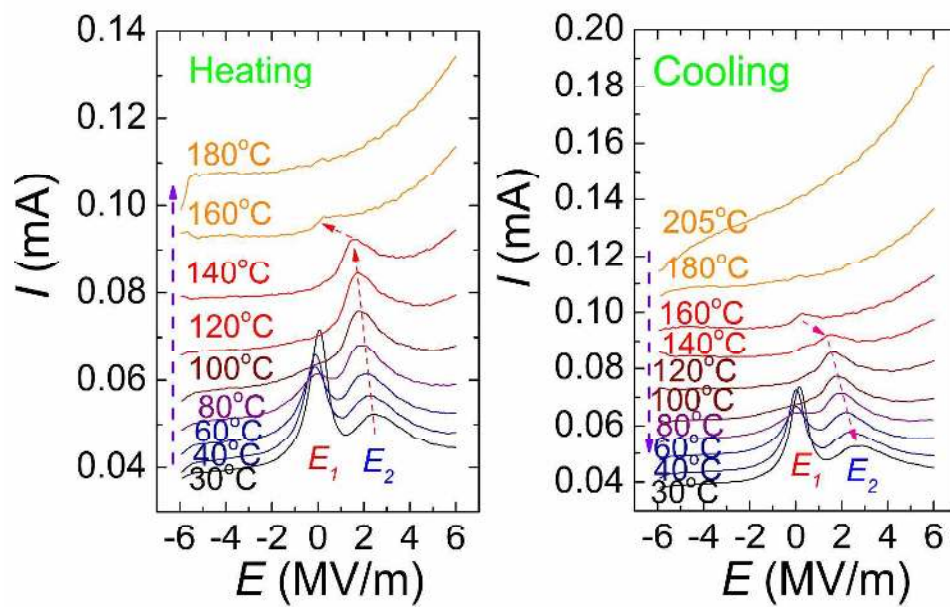 Heating
I (mA)
0.14
0.12
0.10
0.08
0.06
0.04
180°C
160°C
140°C
120°C
100°C
80°C
60°C
40°C
30°C
E1
E2
-6 -4 -2 0 2 4 6
E (MV/m)
Cooling
I (mA)
0.20
0.18
0.16
0.14
0.12
0.10
0.08
0.06
0.04
205°C
180°C
160°C
140°C
120°C
100°C
80°C
60°C
40°C
30°C
E1
E2
-6 -4 -2 0 2 4 6
E (MV/m)